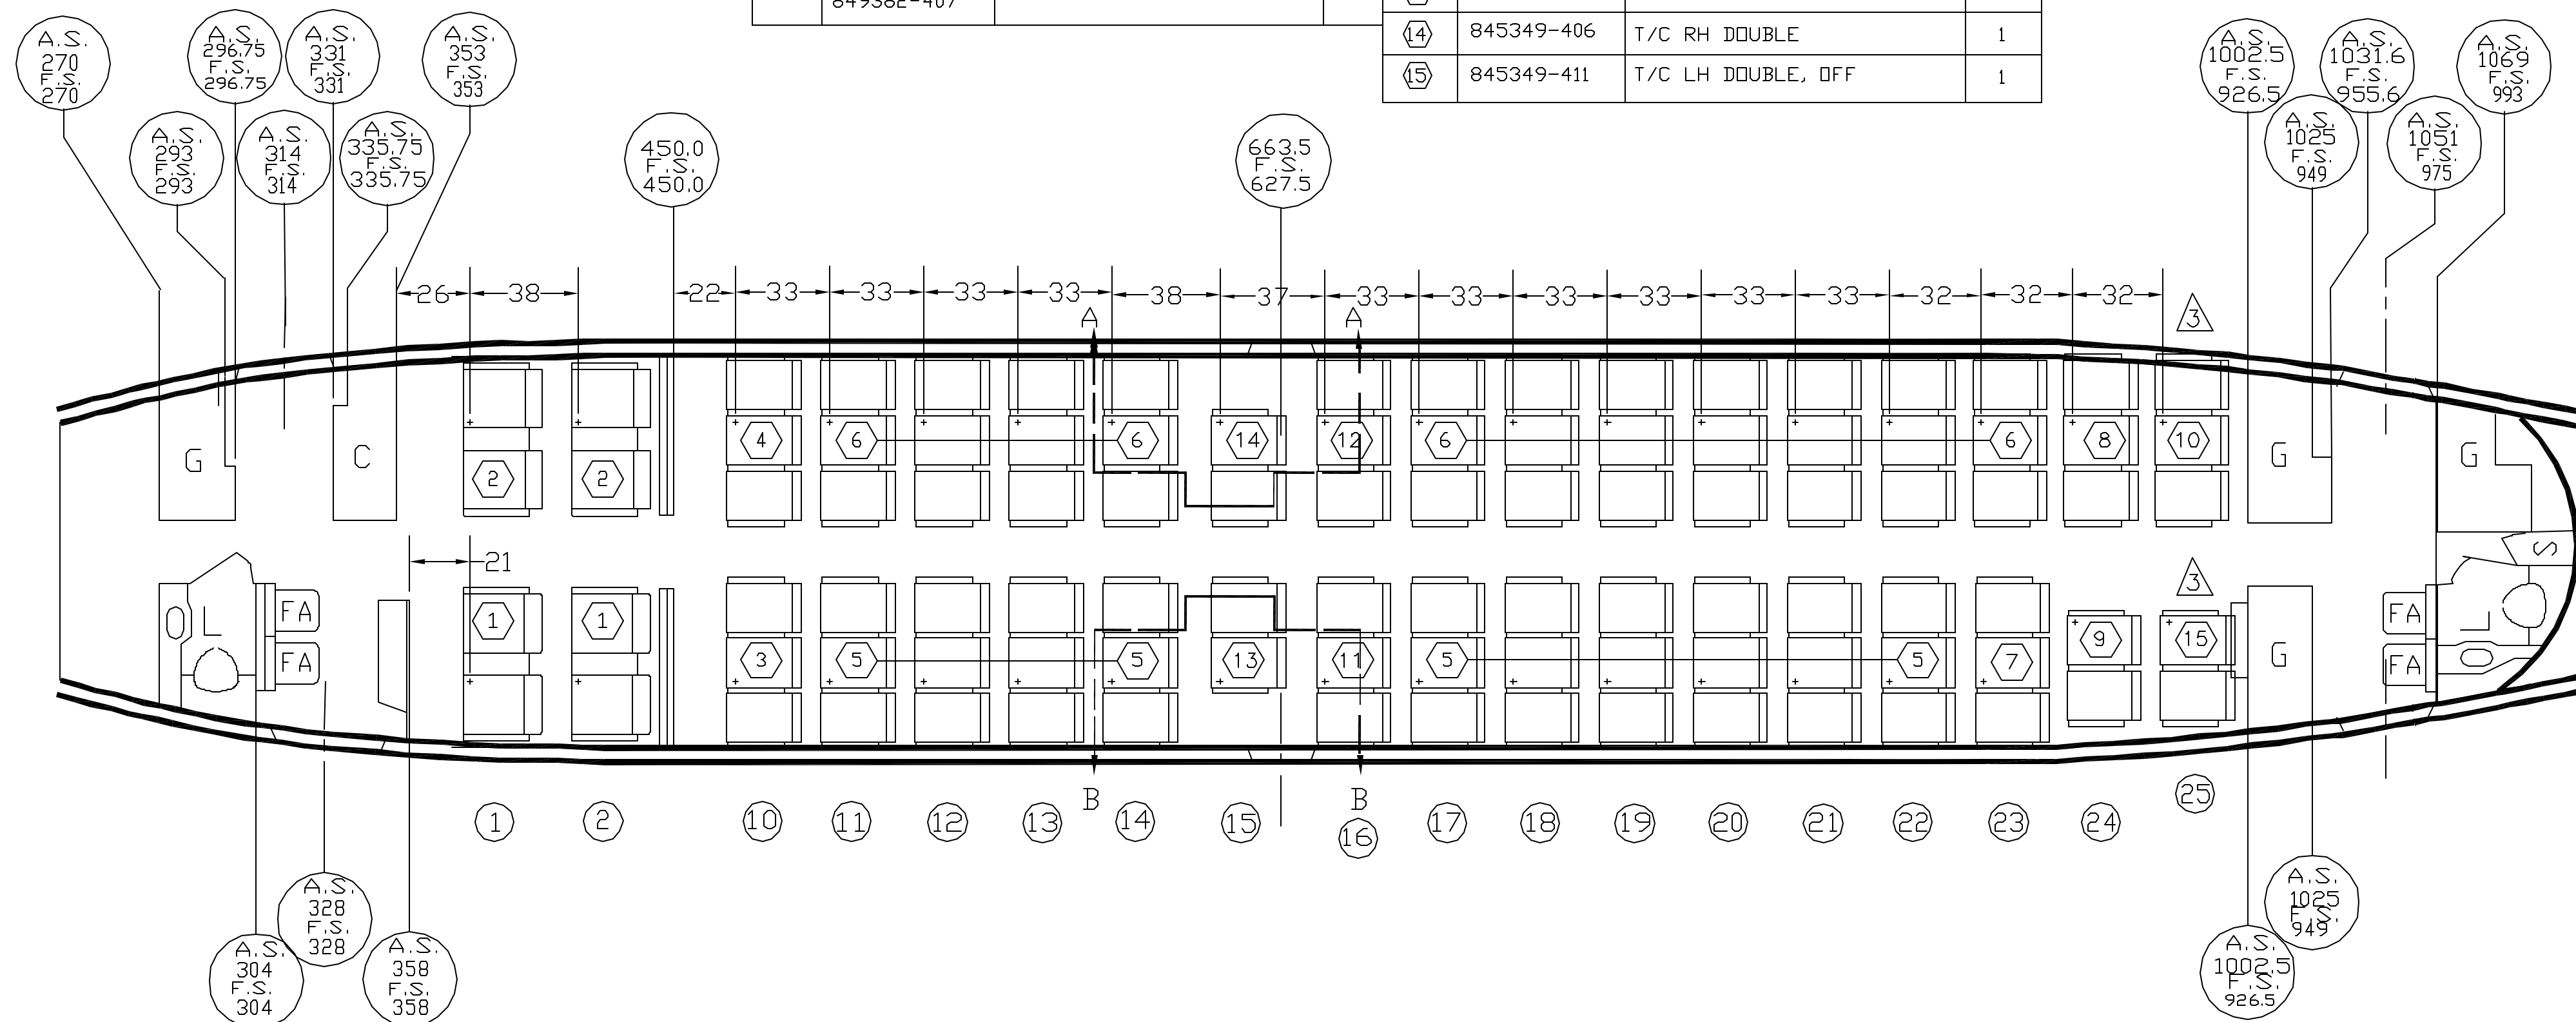 849382-407
14 845349-406 T/C RH DOUBLE 1
15 845349-411 T/C LH DOUBLE, OFF 1
A.S.
270
F.S.
270
A.S.
296.75
F.S.
296.75
A.S.
331
F.S.
331
A.S.
353
F.S.
353
A.S.
1002.5
F.S.
926.5
A.S.
1031.6
F.S.
955.6
A.S.
1069
F.S.
993
A.S.
293
F.S.
293
A.S.
314
F.S.
314
A.S.
335.75
F.S.
335.75
450.0
F.S.
450.0
663.5
F.S.
627.5
A.S.
1025
F.S.
949
A.S.
1051
F.S.
975
26 38 22 33 33 33 33 38 37 33 33 33 33 33 33 32 32 32
A A 3
G C 2 2 4 6 6 14 12 6 6 8 10 G G
S
21
3
L FA FA 1 1 3 5 5 13 11 5 5 7 9 15 G FA FA L
B B
1 2 10 11 12 13 14 15 16 17 18 19 20 21 22 23 24 25
A.S.
328
F.S.
328
A.S.
304
F.S.
304
A.S.
358
F.S.
358
A.S.
1025
F.S.
949
A.S.
1002.5
F.S.
926.5